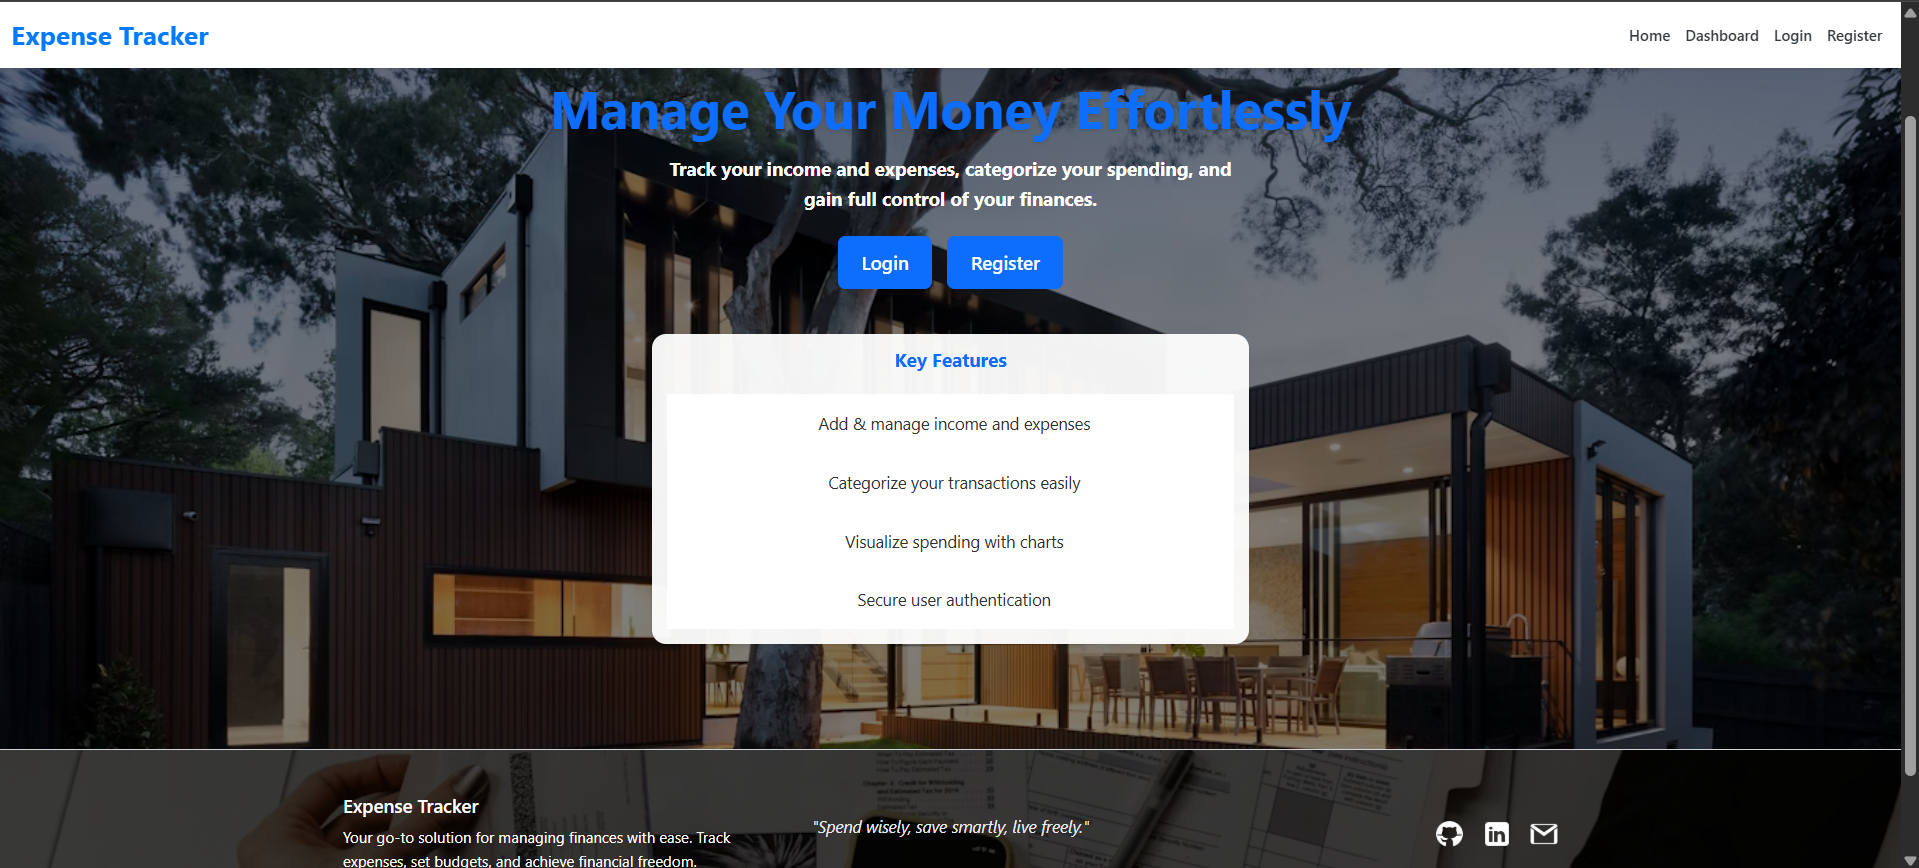 Expense Tracker
Home Dashboard Login Register
Manage Your Money Effortlessly
Track your income and expenses, categorize your spending, and
gain full control of your finances.
Login Register
Key Features
Add & manage income and expenses
Categorize your transactions easily
Visualize spending with charts
Secure user authentication
Expense Tracker
Your go-to solution for managing finances with ease. Track
expenses, set budgets, and achieve financial freedom.
"Spend wisely, save smartly, live freely."